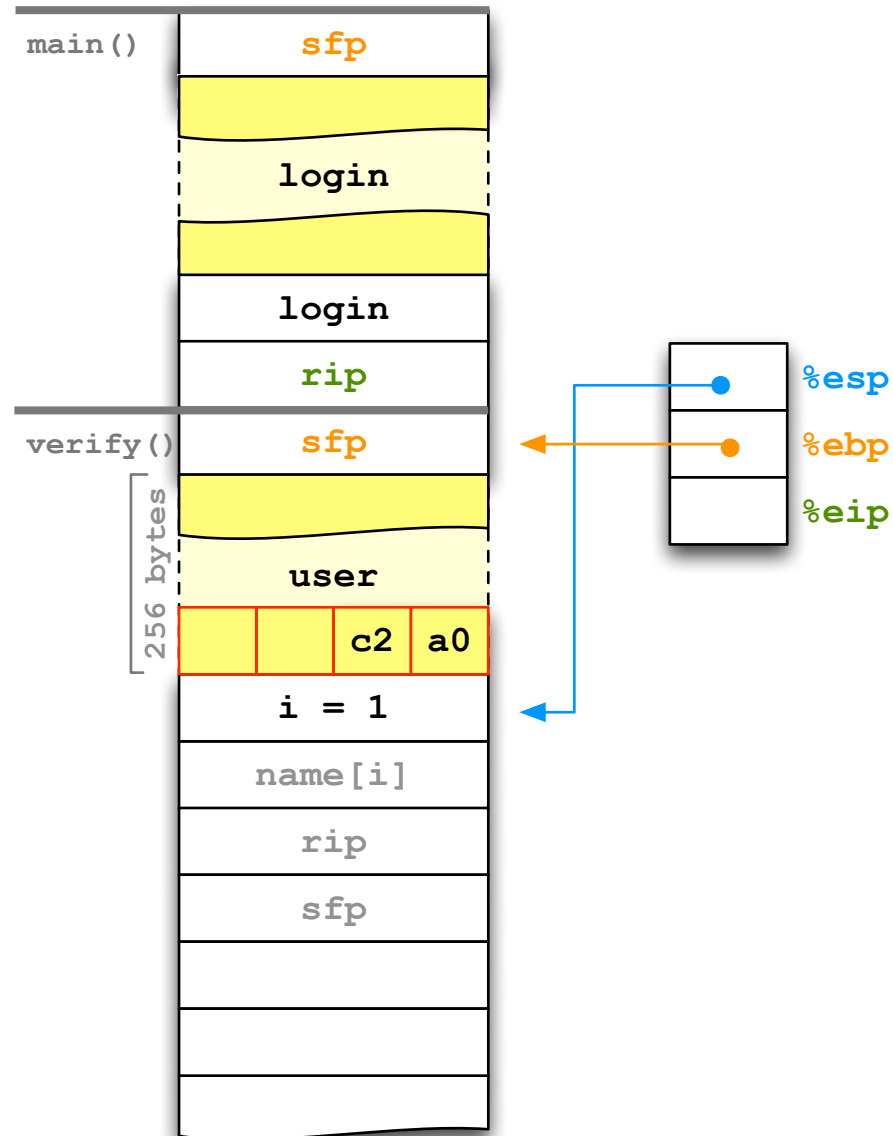 main()
sfp
login
login
rip
%esp
verify()
sfp
%ebp
%eip
256 bytes
user
c2 a0
i = 1
name[i]
rip
sfp